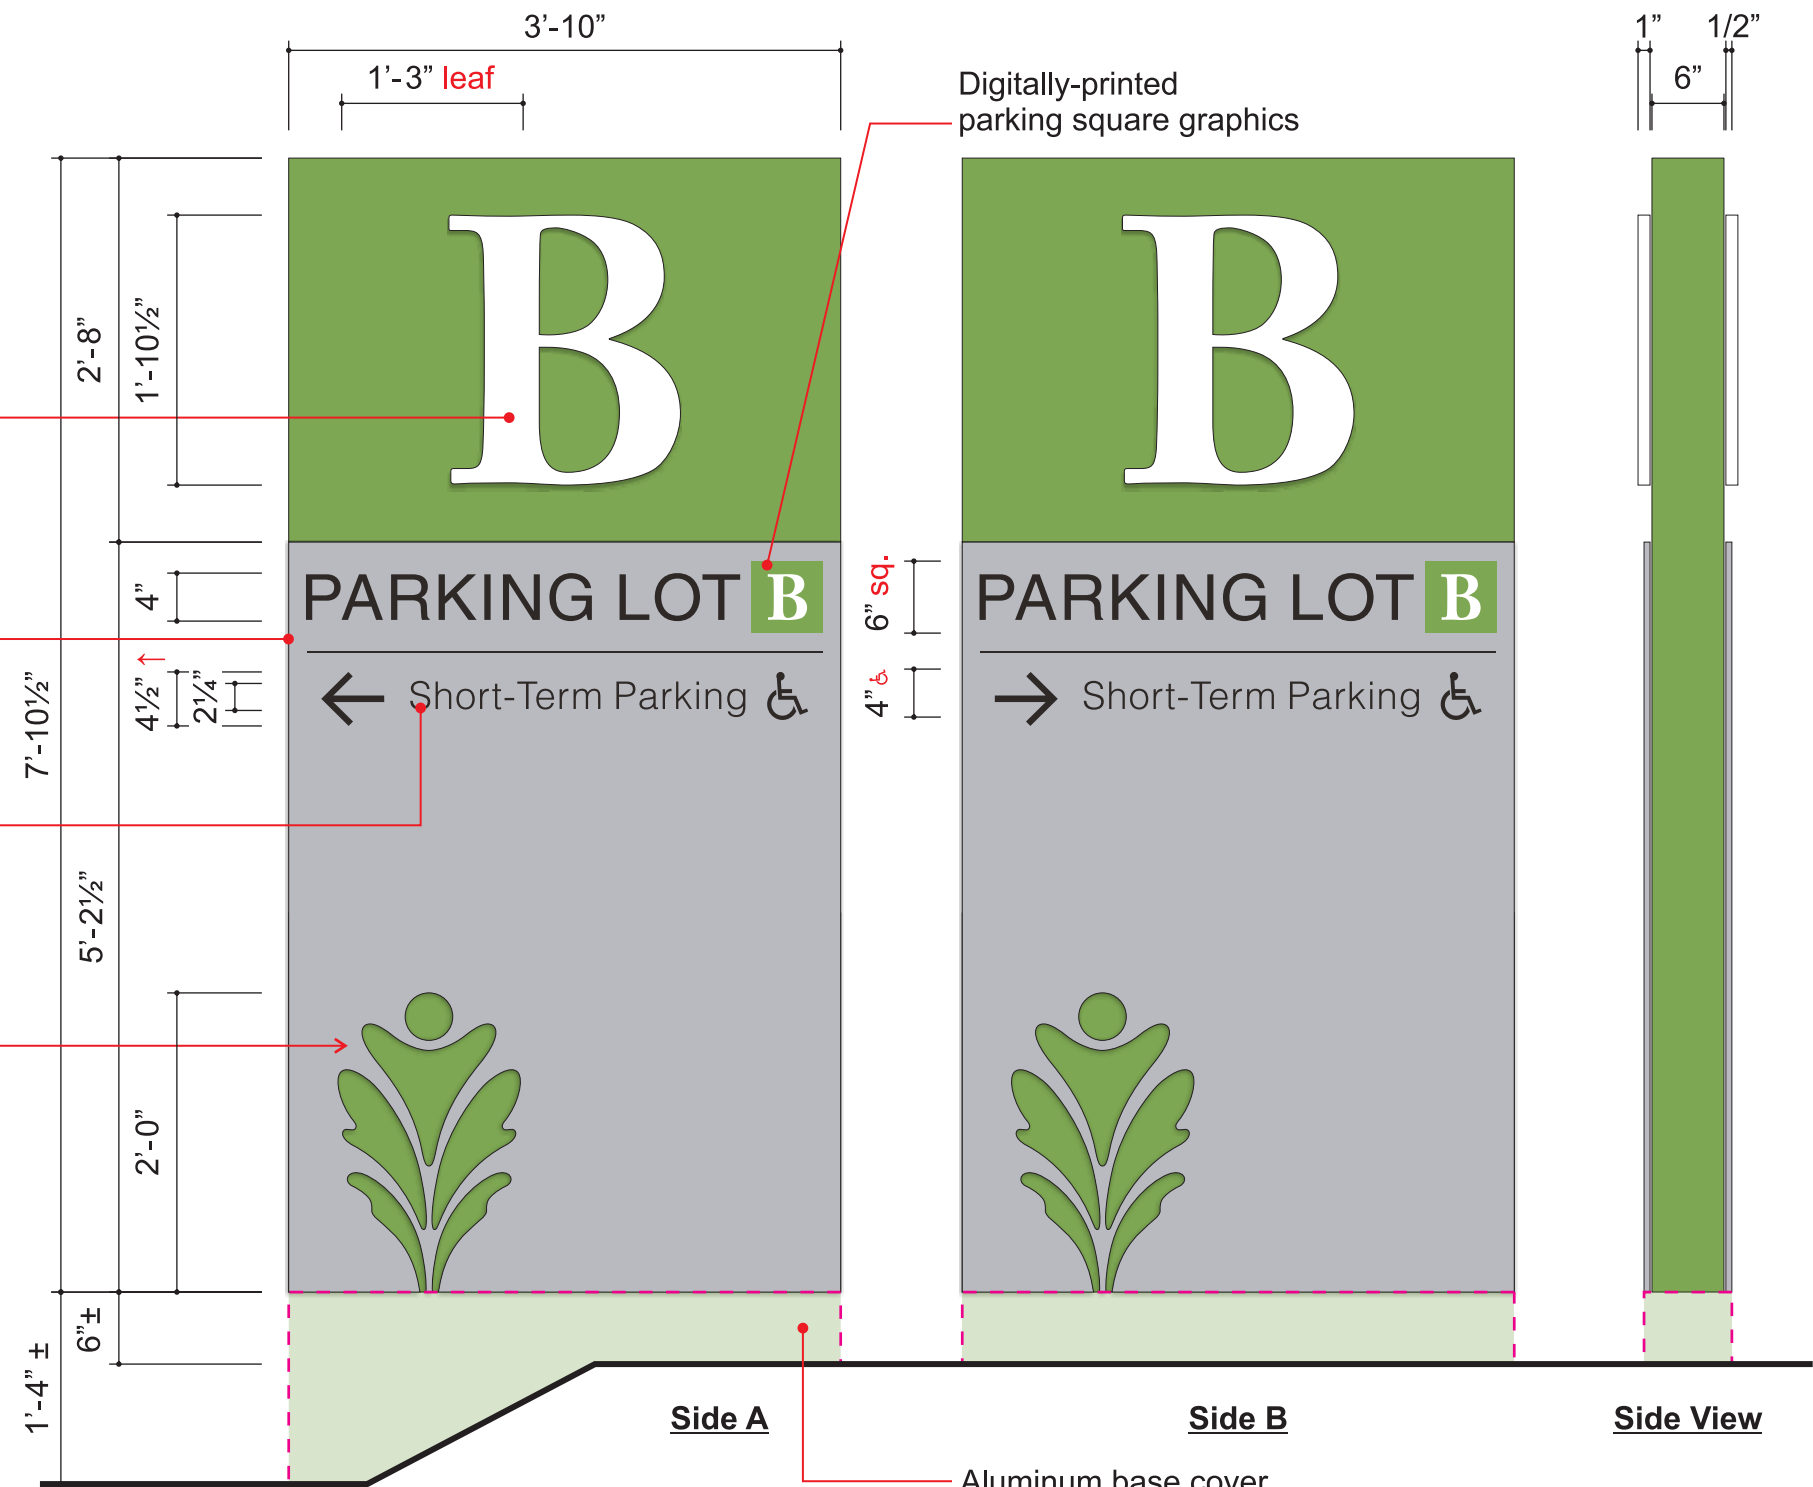 3’-10”
1’-3” leaf
1”
1/2”
6”
Digitally-printed
parking square graphics
B
B
2’-8”
1’-10½”
PARKING LOT B
PARKING LOT B
4”
6” sq.
← Short-Term Parking
→ Short-Term Parking
4½” ←
2¼”
4”
7’-10½”
5’-2½”
2’-0”
6”±
1’-4” ±
Side A
Side B
Side View
Aluminum base cover